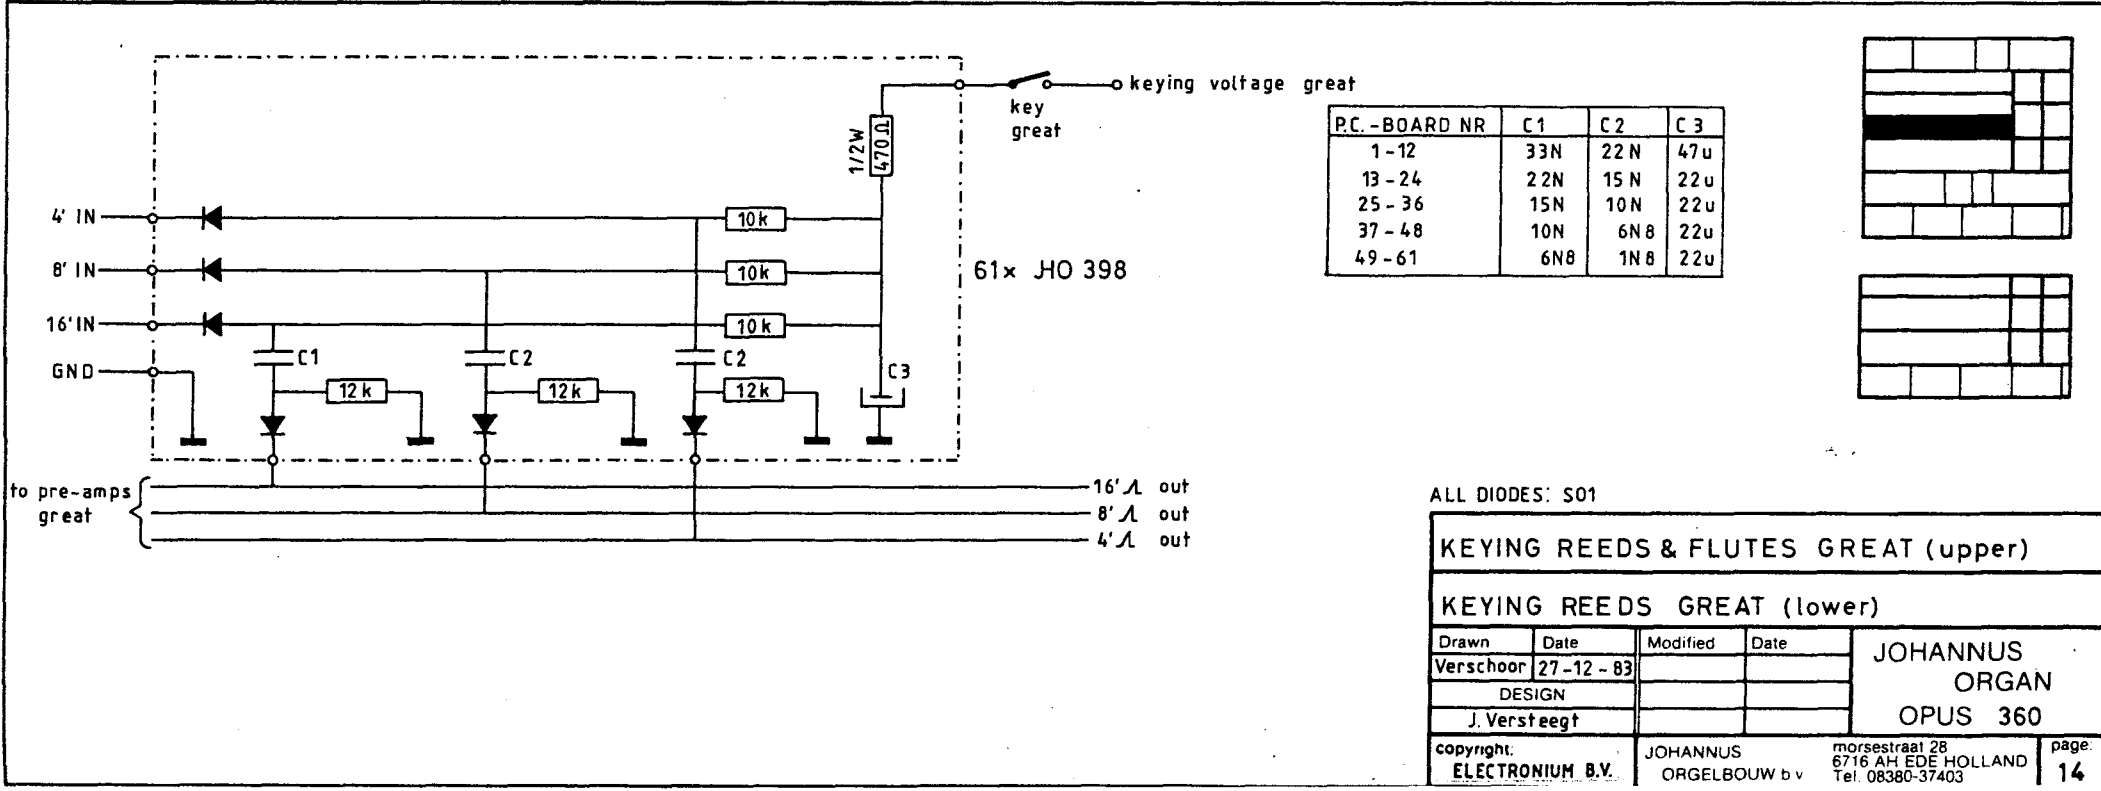 keying voltage great
key
great
1/2W
470Ω
4' IN
10k
8' IN
10k
61x JHO 398
16' IN
10k
C1
C2
C2
C3
GND
12k
12k
12k
to pre-amps
great
16' out
8' out
4' out
P.C.-BOARD NR C1 C2 C3
1-12 33N 22N 47u
13-24 22N 15N 22u
25-36 15N 10N 22u
37-48 10N 6N8 22u
49-61 6N8 1N8 22u
ALL DIODES: S01
KEYING REEDS & FLUTES GREAT (upper)
KEYING REEDS GREAT (lower)
Drawn Date Modified Date
Verschoor 27-12-83
DESIGN
J. Versteegt
JOHANNUS
ORGAN
OPUS 360
copyright:
ELECTRONIUM B.V.
JOHANNUS
ORGELBOUW b v
morsestraat 28
6716 AH EDE HOLLAND
Tel. 08380-37403
page:
14